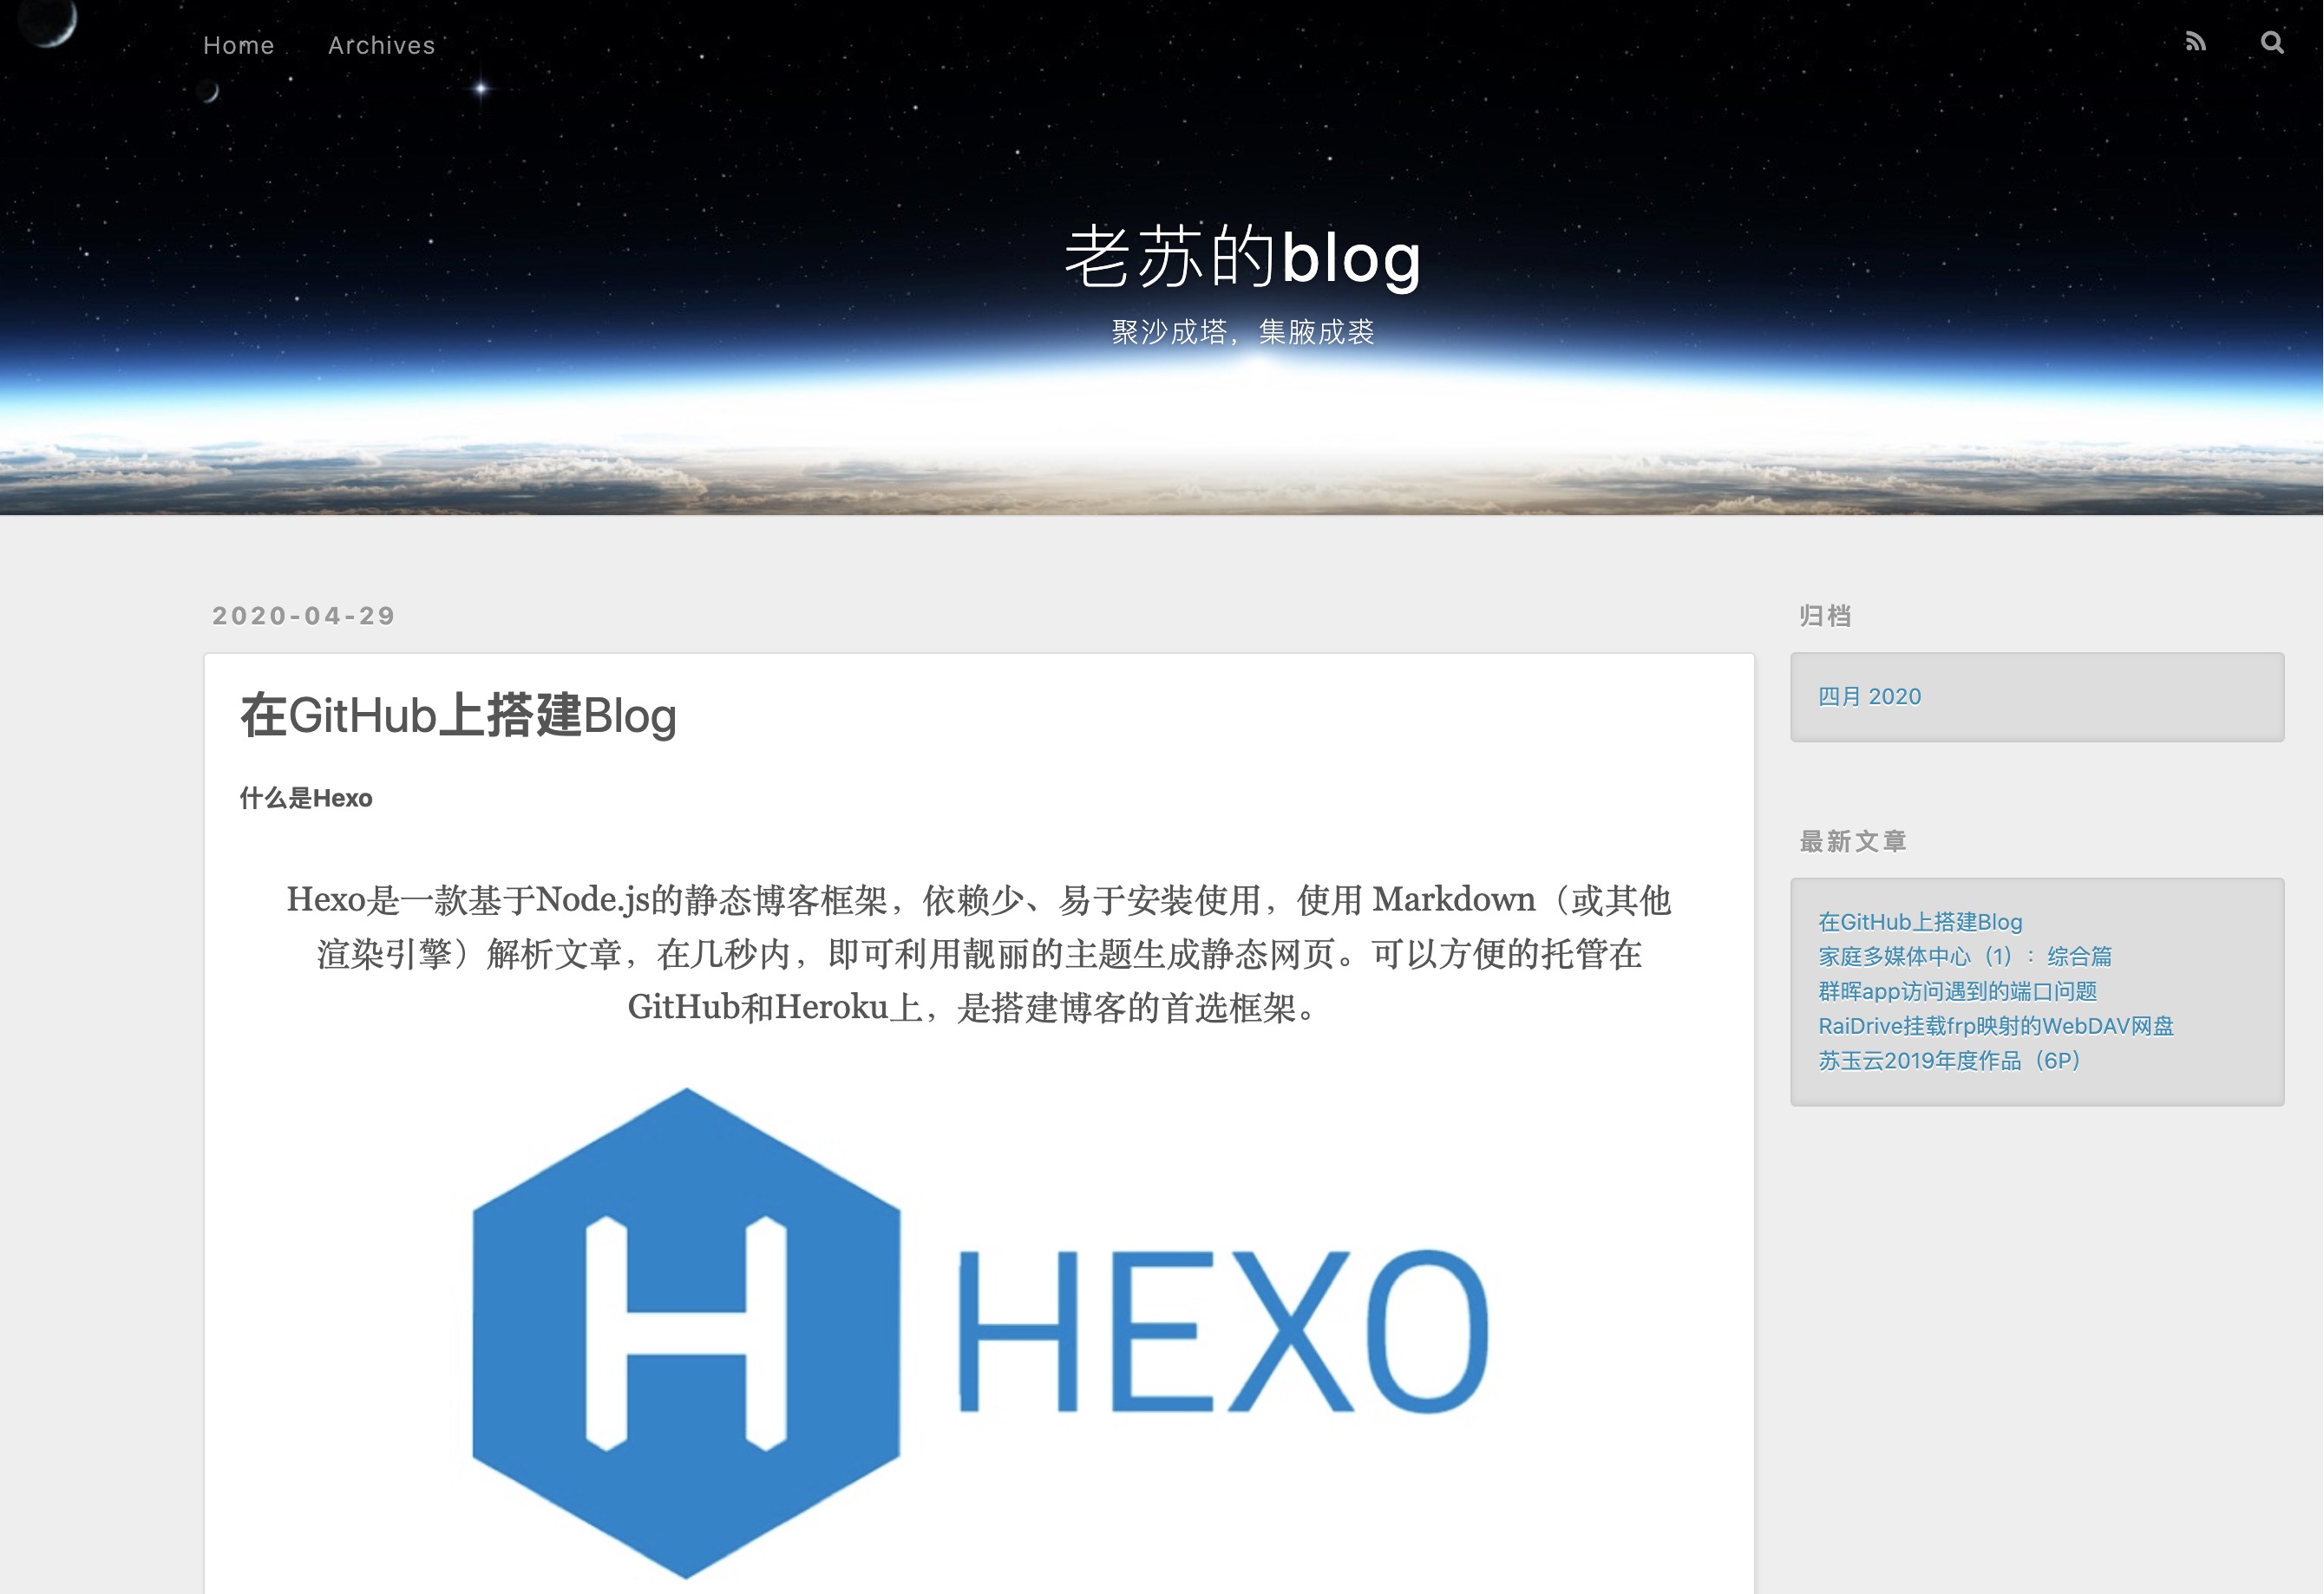 Home Archives
老苏的blog
聚沙成塔，集腋成裘
2020-04-29
在GitHub上搭建Blog
什么是Hexo
Hexo是一款基于Node.js的静态博客框架，依赖少、易于安装使用，使用 Markdown（或其他
渲染引擎）解析文章，在几秒内，即可利用靓丽的主题生成静态网页。可以方便的托管在
GitHub和Heroku上，是搭建博客的首选框架。
H HEXO
归档
四月 2020
最新文章
在GitHub上搭建Blog
家庭多媒体中心（1）：综合篇
群晖app访问遇到的端口问题
RaiDrive挂载frp映射的WebDAV网盘
苏玉云2019年度作品（6P）